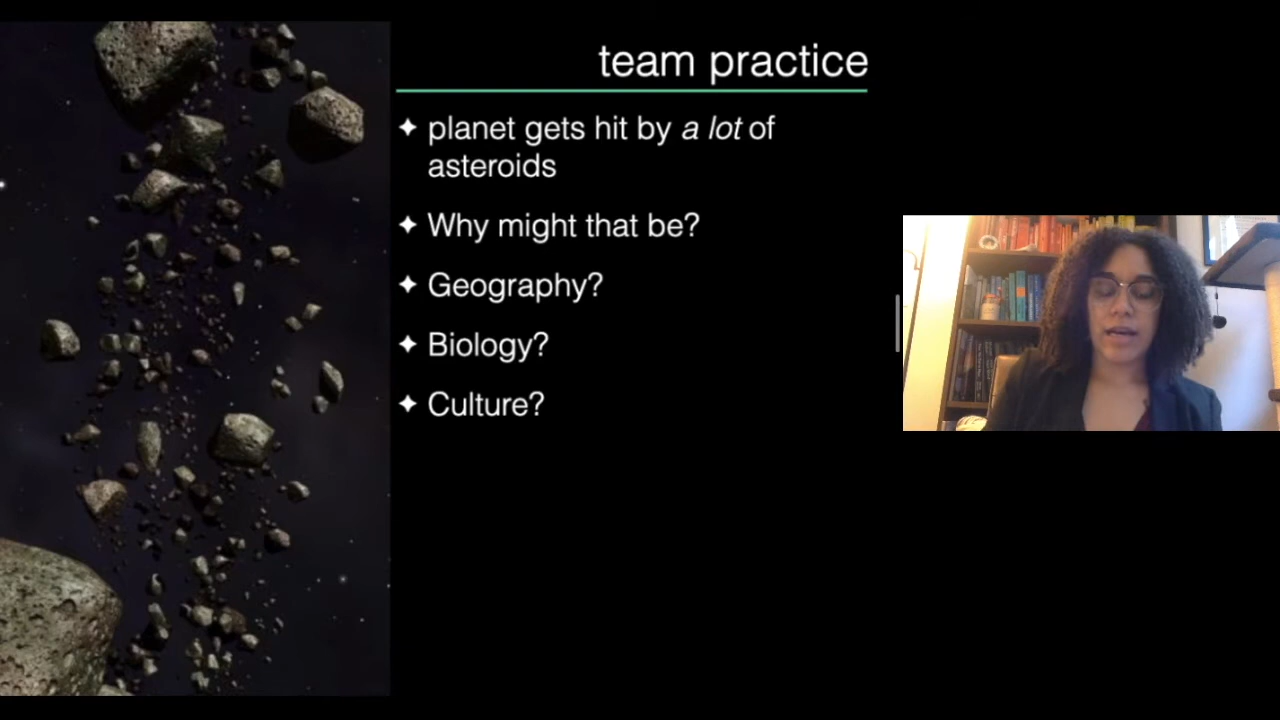 team practice
✦ planet gets hit by a lot of
asteroids
✦ Why might that be?
✦ Geography?
✦ Biology?
✦ Culture?